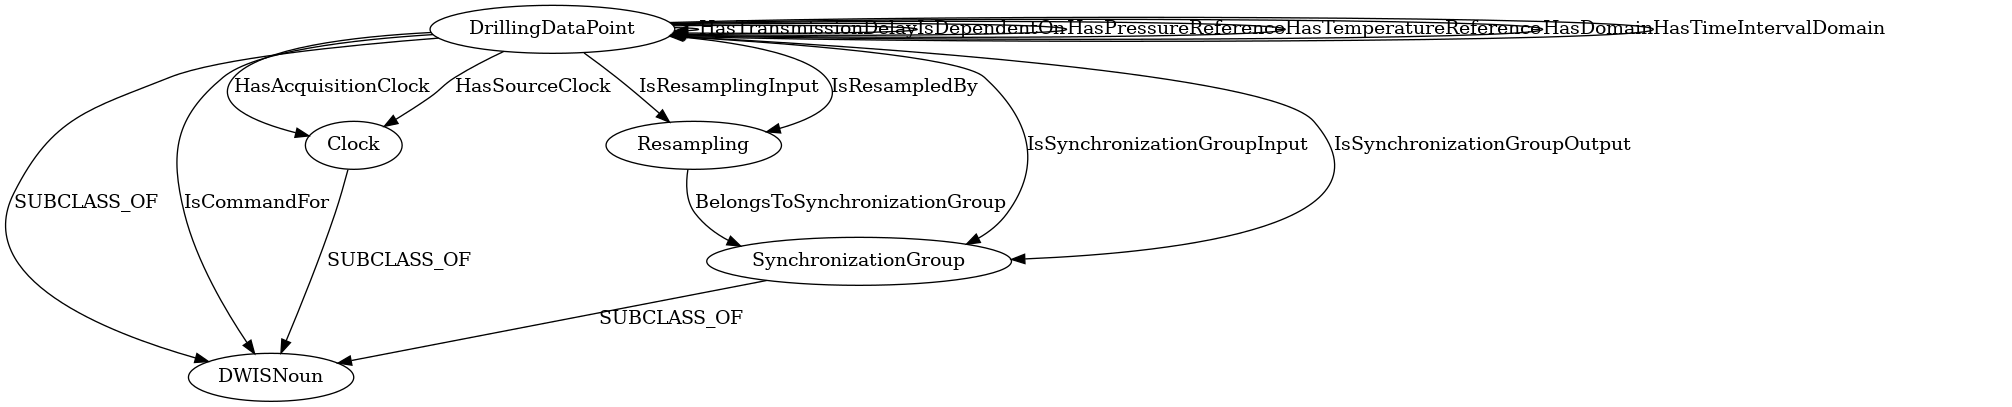 DrillingDataPoint
HasTransmissionDelay
IsDependentOn
HasPressureReference
HasTemperatureReference
HasDomain
HasTimeIntervalDomain
HasAcquisitionClock
HasSourceClock
IsResamplingInput
IsResampledBy
Clock
Resampling
IsSynchronizationGroupInput
IsSynchronizationGroupOutput
SUBCLASS_OF
IsCommandFor
BelongsToSynchronizationGroup
SUBCLASS_OF
SynchronizationGroup
SUBCLASS_OF
DWISNoun